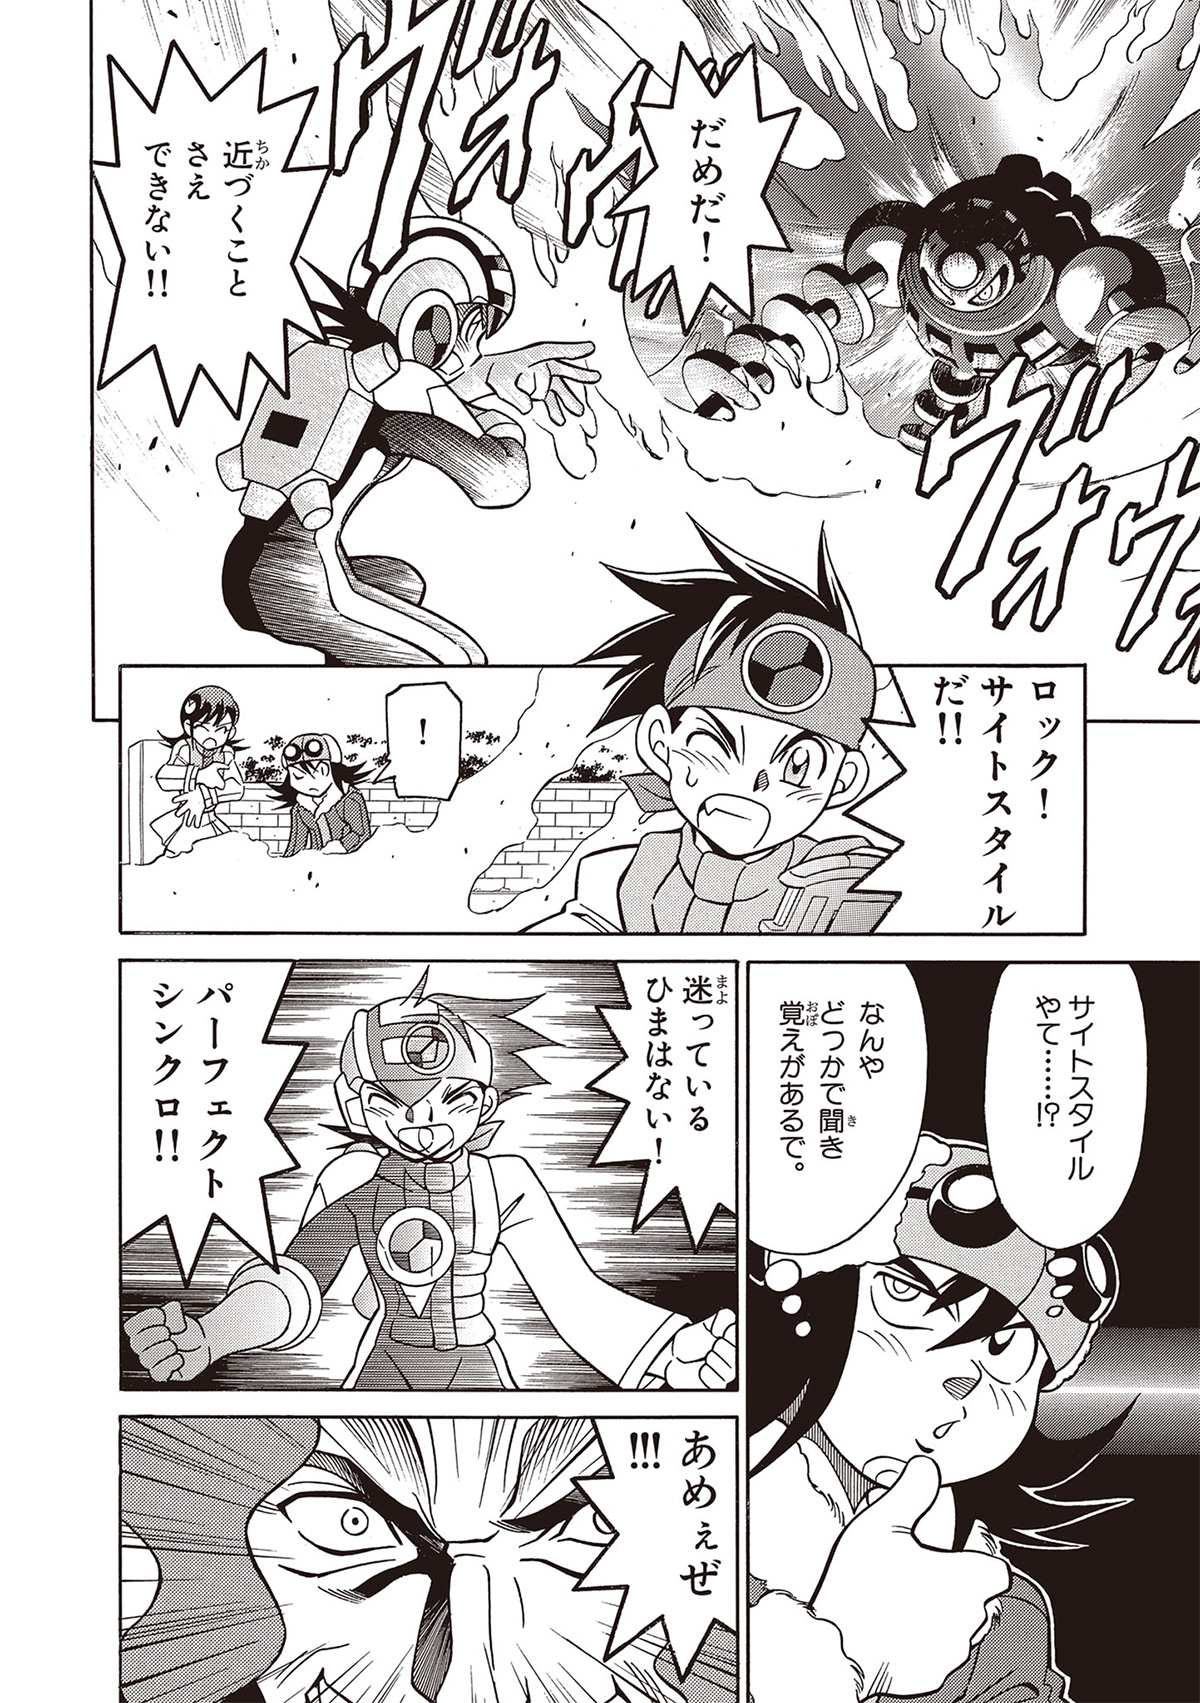 だめだ！
ヴォオオ
近づくこと
さえ
できない!!
ヴォウゥ
ロック！
サイトスタイル
だ!!
！
サイトスタイル
やて……!?
なんや
どっかで聞き
覚えがあるで。
迷っている
ひまはない！
パーフェクト
シンクロ!!
あめぇぜ
!!!